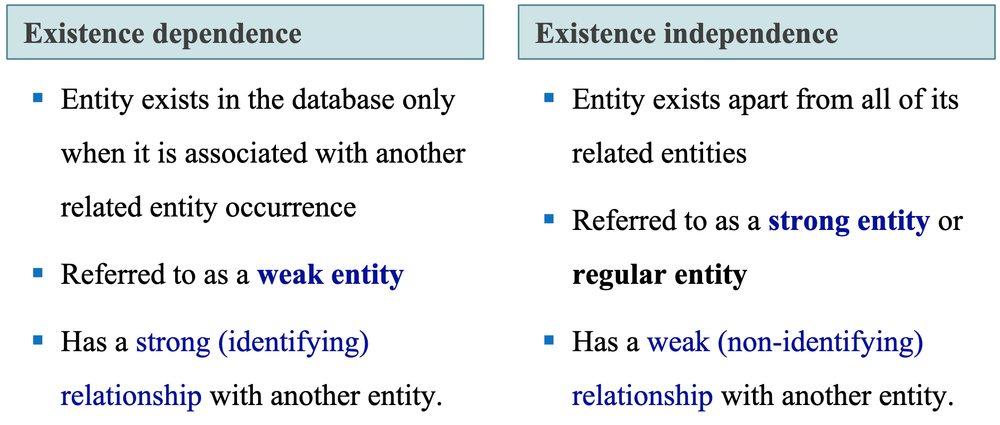 Existence dependence
Entity exists in the database only
when it is associated with another
related entity occurrence
Referred to as a weak entity
Has a strong (identifying)
relationship with another entity.
Existence independence
Entity exists apart from all of its
related entities
Referred to as a strong entity or
regular entity
Has a weak (non-identifying)
relationship with another entity.